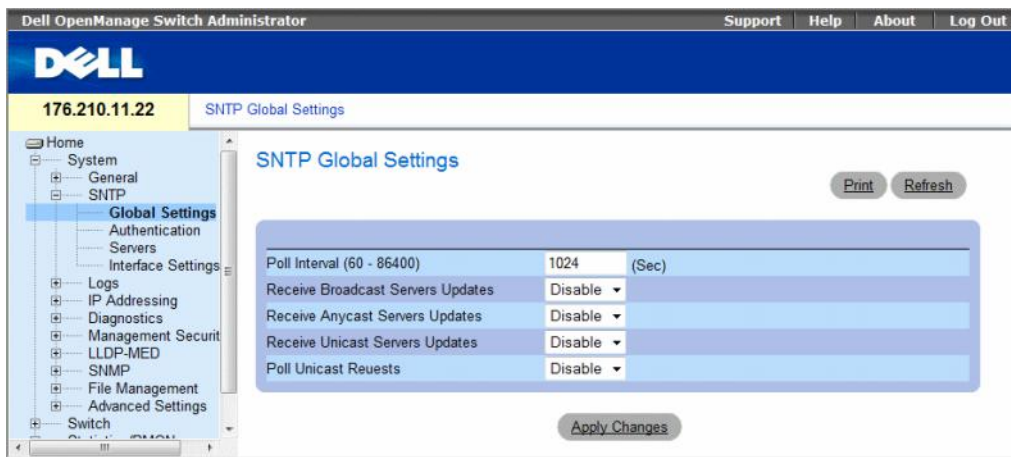 Dell OpenManage Switch Administrator
Support Help About Log Out
DELL
176.210.11.22
SNTP Global Settings
Home
System
General
SNTP
Global Settings
Authentication
Servers
Interface Settings
Logs
IP Addressing
Diagnostics
Management Securit
LLDP-MED
SNMP
File Management
Advanced Settings
Switch
SNTP Global Settings
Print Refresh
Poll Interval (60 - 86400) 1024 (Sec)
Receive Broadcast Servers Updates Disable
Receive Anycast Servers Updates Disable
Receive Unicast Servers Updates Disable
Poll Unicast Reuests Disable
Apply Changes